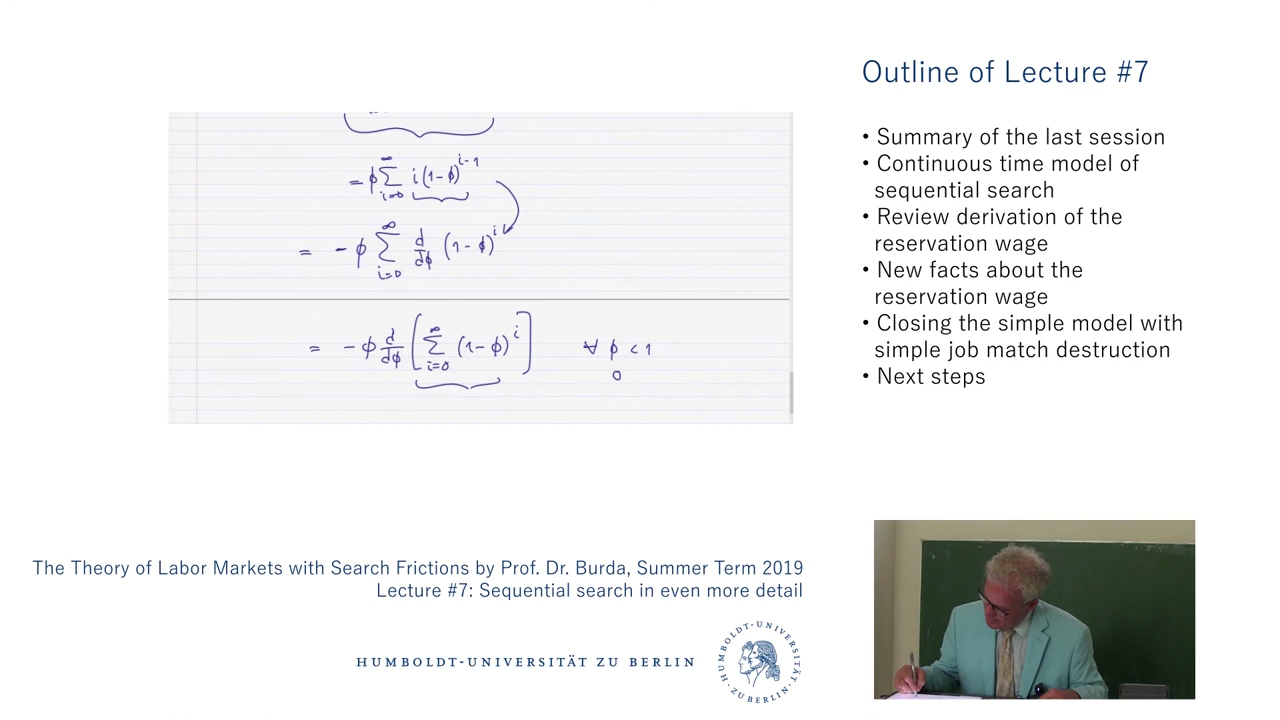 Outline of Lecture #7
• Summary of the last session
• Continuous time model of
sequential search
• Review derivation of the
reservation wage
• New facts about the
reservation wage
• Closing the simple model with
simple job match destruction
• Next steps
= ϕ ∑_{i=0}^{∞} i (1-ϕ)^{i-1}
= - ϕ ∑_{i=0}^{∞} d/dϕ (1-ϕ)^i
= - ϕ d/dϕ [ ∑_{i=0}^{∞} (1-ϕ)^i ] ∀ ϕ < 1
0
The Theory of Labor Markets with Search Frictions by Prof. Dr. Burda, Summer Term 2019
Lecture #7: Sequential search in even more detail
HUMBOLDT-UNIVERSITÄT ZU BERLIN
HUMBOLDT-UNIVERSITÄT · ZU BERLIN ·